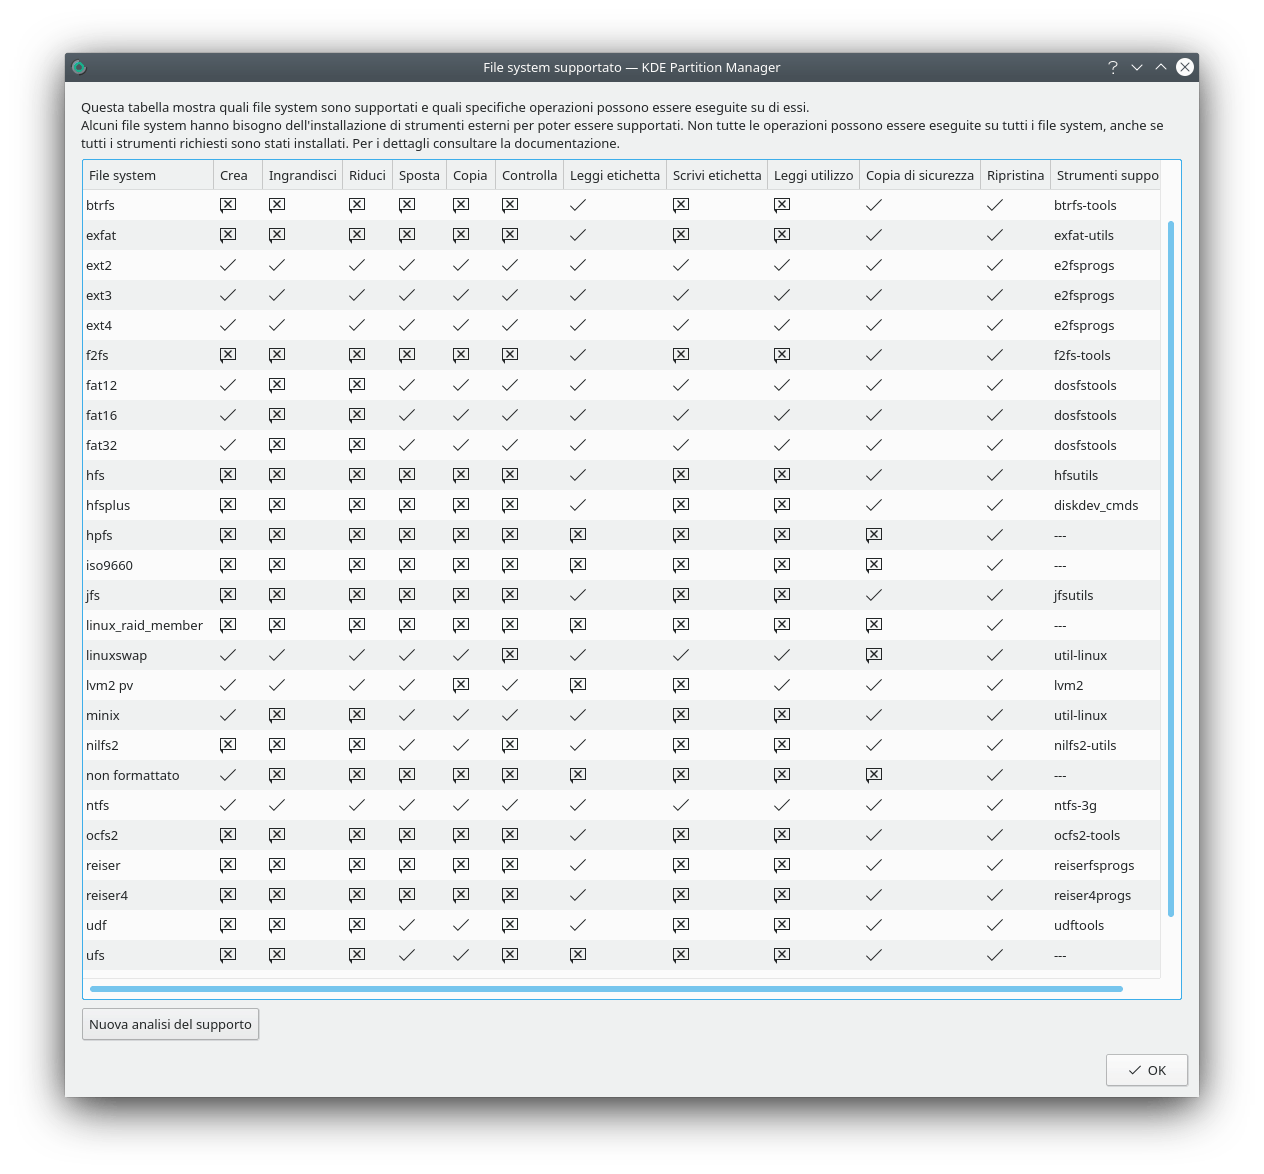 File system supportato — KDE Partition Manager
Questa tabella mostra quali file system sono supportati e quali specifiche operazioni possono essere eseguite su di essi.
Alcuni file system hanno bisogno dell'installazione di strumenti esterni per poter essere supportati. Non tutte le operazioni possono essere eseguite su tutti i file system, anche se
tutti i strumenti richiesti sono stati installati. Per i dettagli consultare la documentazione.
File system Crea Ingrandisci Riduci Sposta Copia Controlla Leggi etichetta Scrivi etichetta Leggi utilizzo Copia di sicurezza Ripristina Strumenti suppo
btrfs btrfs-tools
exfat exfat-utils
ext2 e2fsprogs
ext3 e2fsprogs
ext4 e2fsprogs
f2fs f2fs-tools
fat12 dosfstools
fat16 dosfstools
fat32 dosfstools
hfs hfsutils
hfsplus diskdev_cmds
hpfs ---
iso9660 ---
jfs jfsutils
linux_raid_member ---
linuxswap util-linux
lvm2 pv lvm2
minix util-linux
nilfs2 nilfs2-utils
non formattato ---
ntfs ntfs-3g
ocfs2 ocfs2-tools
reiser reiserfsprogs
reiser4 reiser4progs
udf udftools
ufs ---
Nuova analisi del supporto
OK